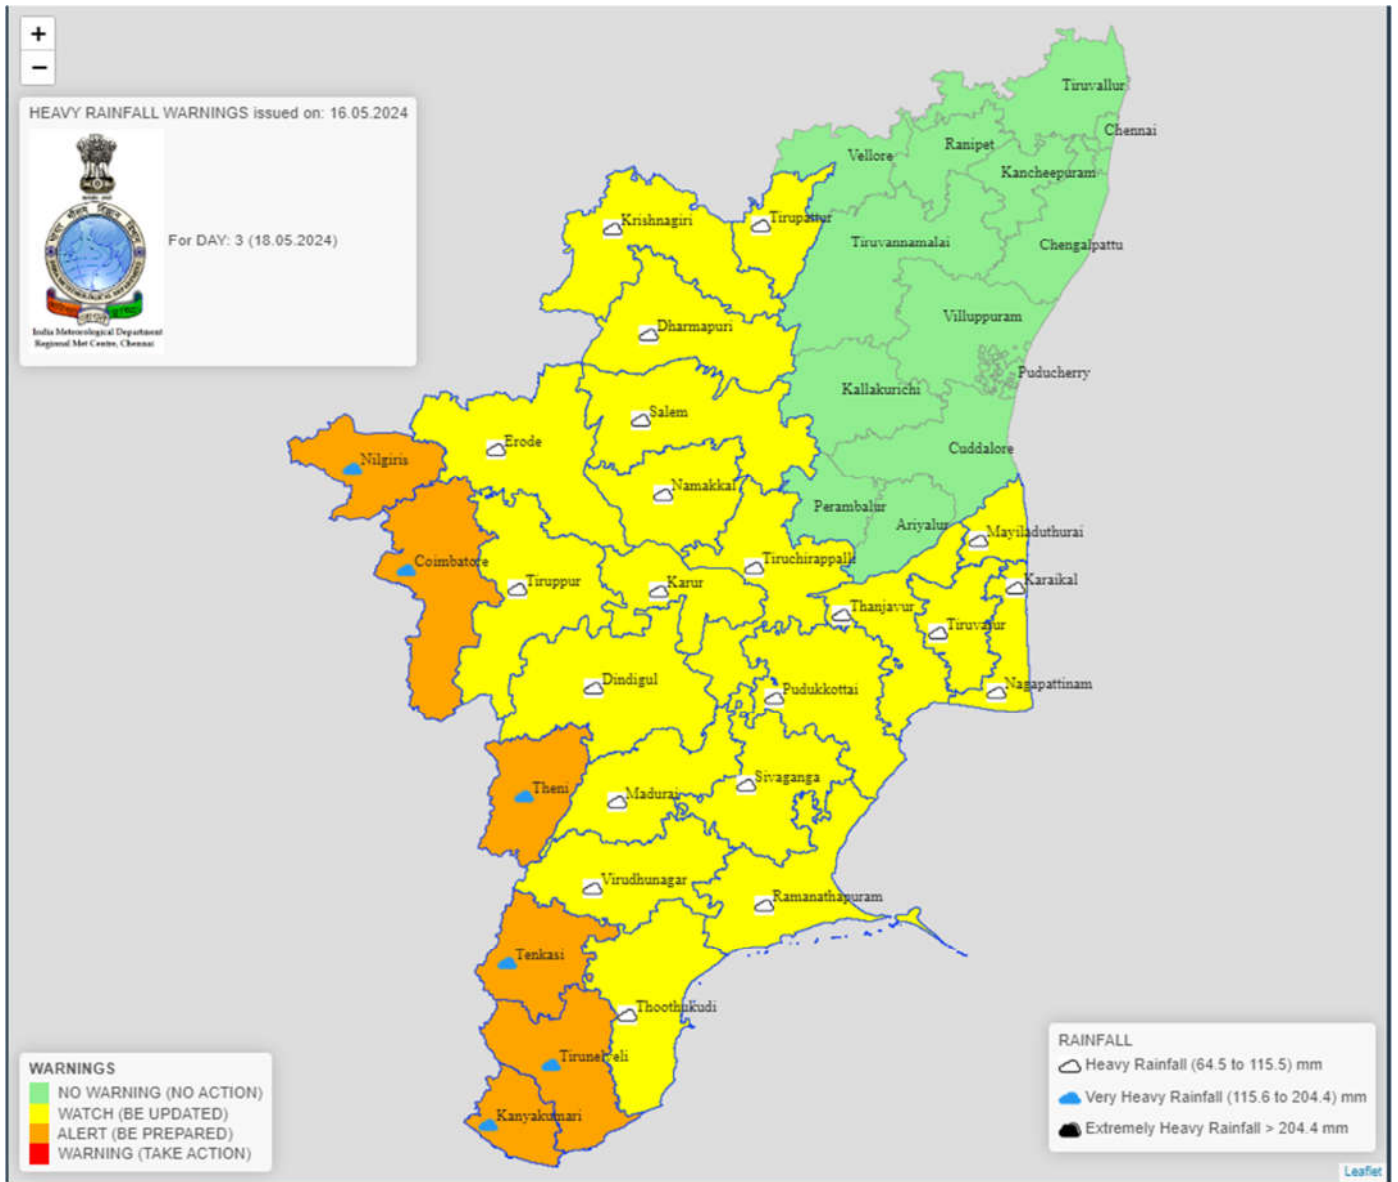 +
−
HEAVY RAINFALL WARNINGS issued on: 16.05.2024
India Meteorological Department
Regional Met Centre, Chennai
For DAY: 3 (18.05.2024)
Tiruvallur
Chennai
Ranipet
Vellore
Kancheepuram
Krishnagiri
Tirupattur
Tiruvannamalai
Chengalpattu
Villuppuram
Dharmapuri
Puducherry
Kallakurichi
Salem
Erode
Cuddalore
Nilgiris
Namakkal
Perambalur
Ariyalur
Mayiladuthurai
Coimbatore
Tiruchirappalli
Tiruppur
Karur
Karaikal
Thanjavur
Tiruvarur
Dindigul
Pudukkottai
Nagapattinam
Sivaganga
Theni
Madurai
Virudhunagar
Ramanathapuram
Tenkasi
Thoothukudi
Tirunelveli
Kanyakumari
WARNINGS
NO WARNING (NO ACTION)
WATCH (BE UPDATED)
ALERT (BE PREPARED)
WARNING (TAKE ACTION)
RAINFALL
Heavy Rainfall (64.5 to 115.5) mm
Very Heavy Rainfall (115.6 to 204.4) mm
Extremely Heavy Rainfall > 204.4 mm
Leaflet